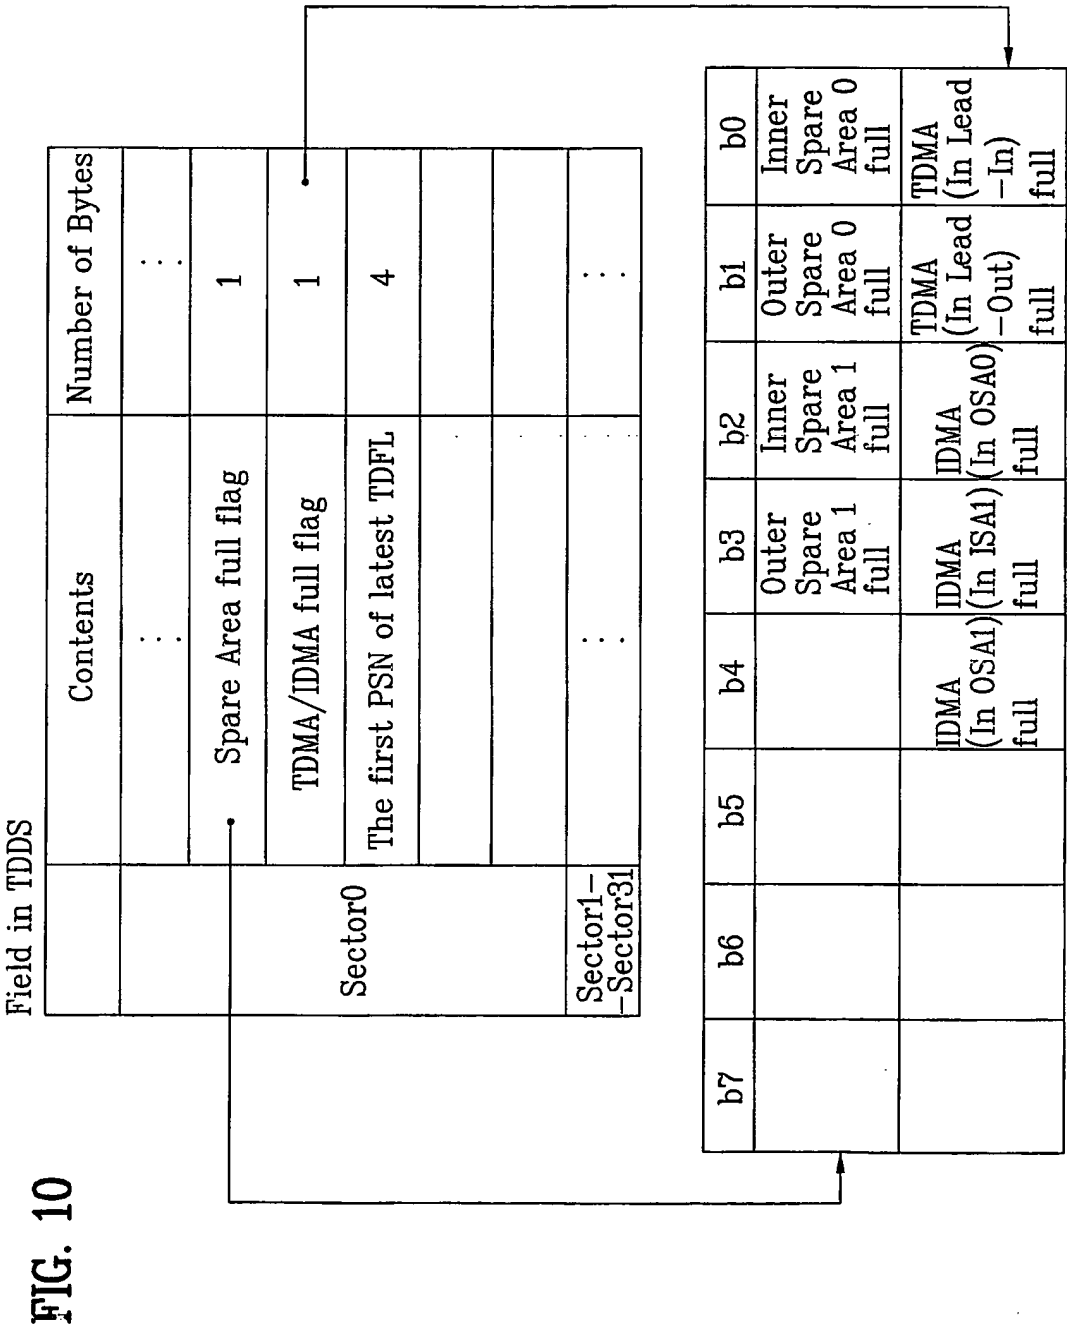 FIG. 10
Field in TDDS
Contents
Number of Bytes
Sector0
Spare Area full flag
1
TDMA/IDMA full flag
1
The first PSN of latest TDFL
4
Sector1-
-Sector31
b7
b6
b5
b4
b3
b2
b1
b0
Outer
Spare
Area 1
full
Inner
Spare
Area 1
full
Outer
Spare
Area 0
full
Inner
Spare
Area 0
full
IDMA
(In OSA1)
full
IDMA
(In ISA1)
full
IDMA
(In OSA0)
full
TDMA
(In Lead
-Out)
full
TDMA
(In Lead
-In)
full